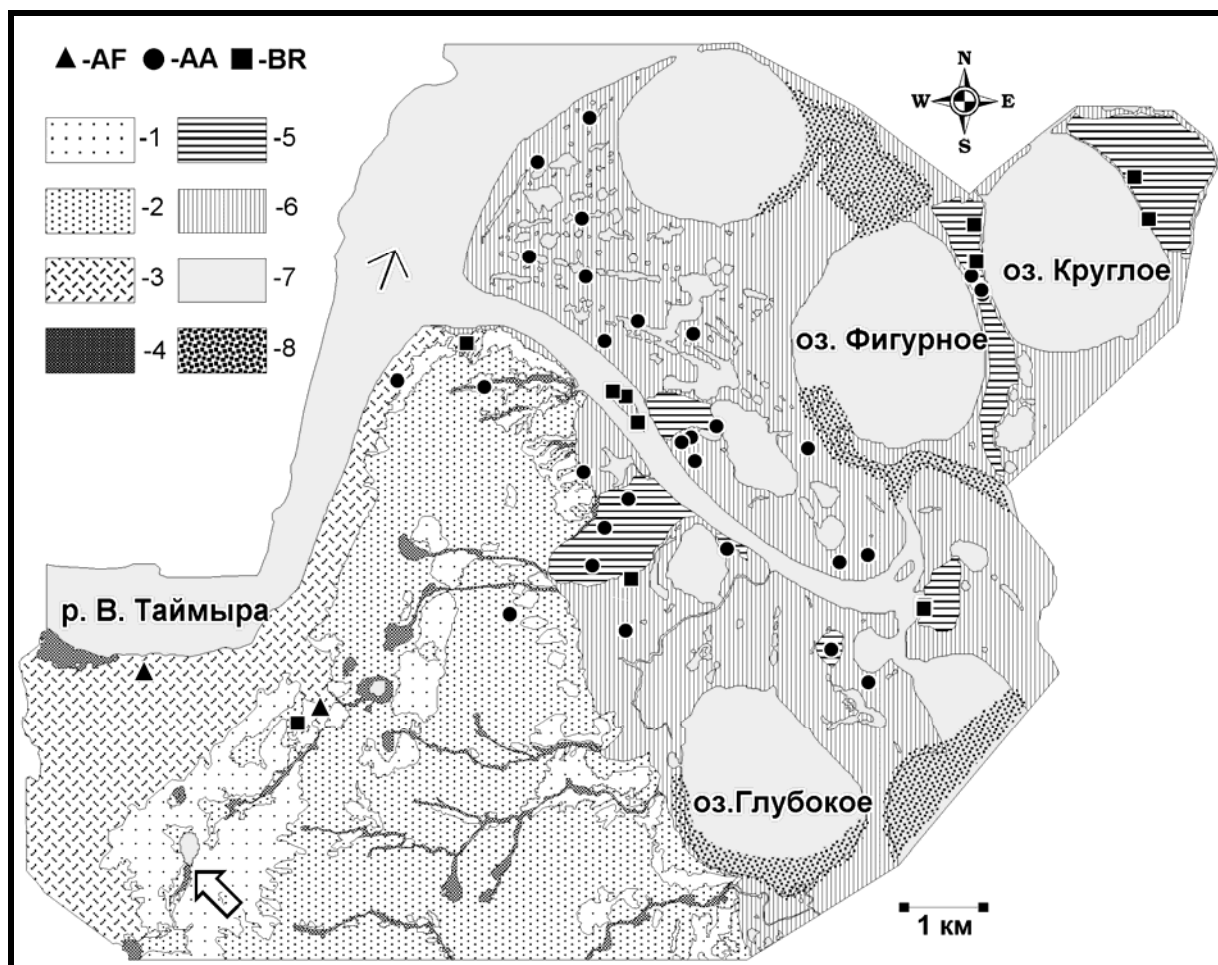 -AF -AA -BR
-1 -5
-2 -6
-3 -7
-4 -8
N
W E
S
оз. Круглое
оз. Фигурное
р. В. Таймыра
оз.Глубокое
1 км